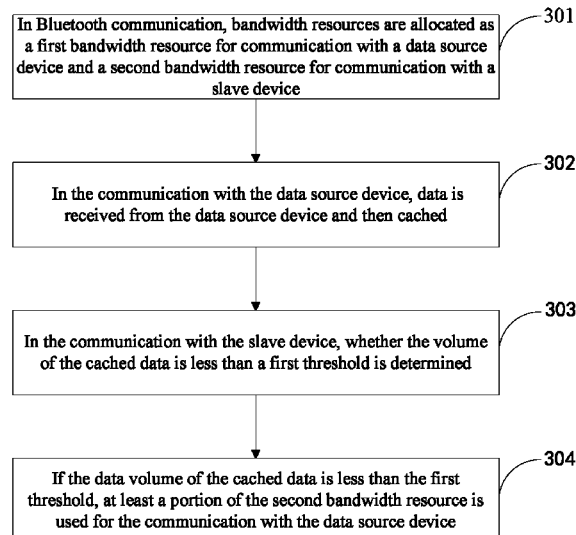 In Bluetooth communication, bandwidth resources are allocated as
a first bandwidth resource for communication with a data source
device and a second bandwidth resource for communication with a
slave device
301
In the communication with the data source device, data is
received from the data source device and then cached
302
In the communication with the slave device, whether the volume
of the cached data is less than a first threshold is determined
303
If the data volume of the cached data is less than the first
threshold, at least a portion of the second bandwidth resource is
used for the communication with the data source device
304